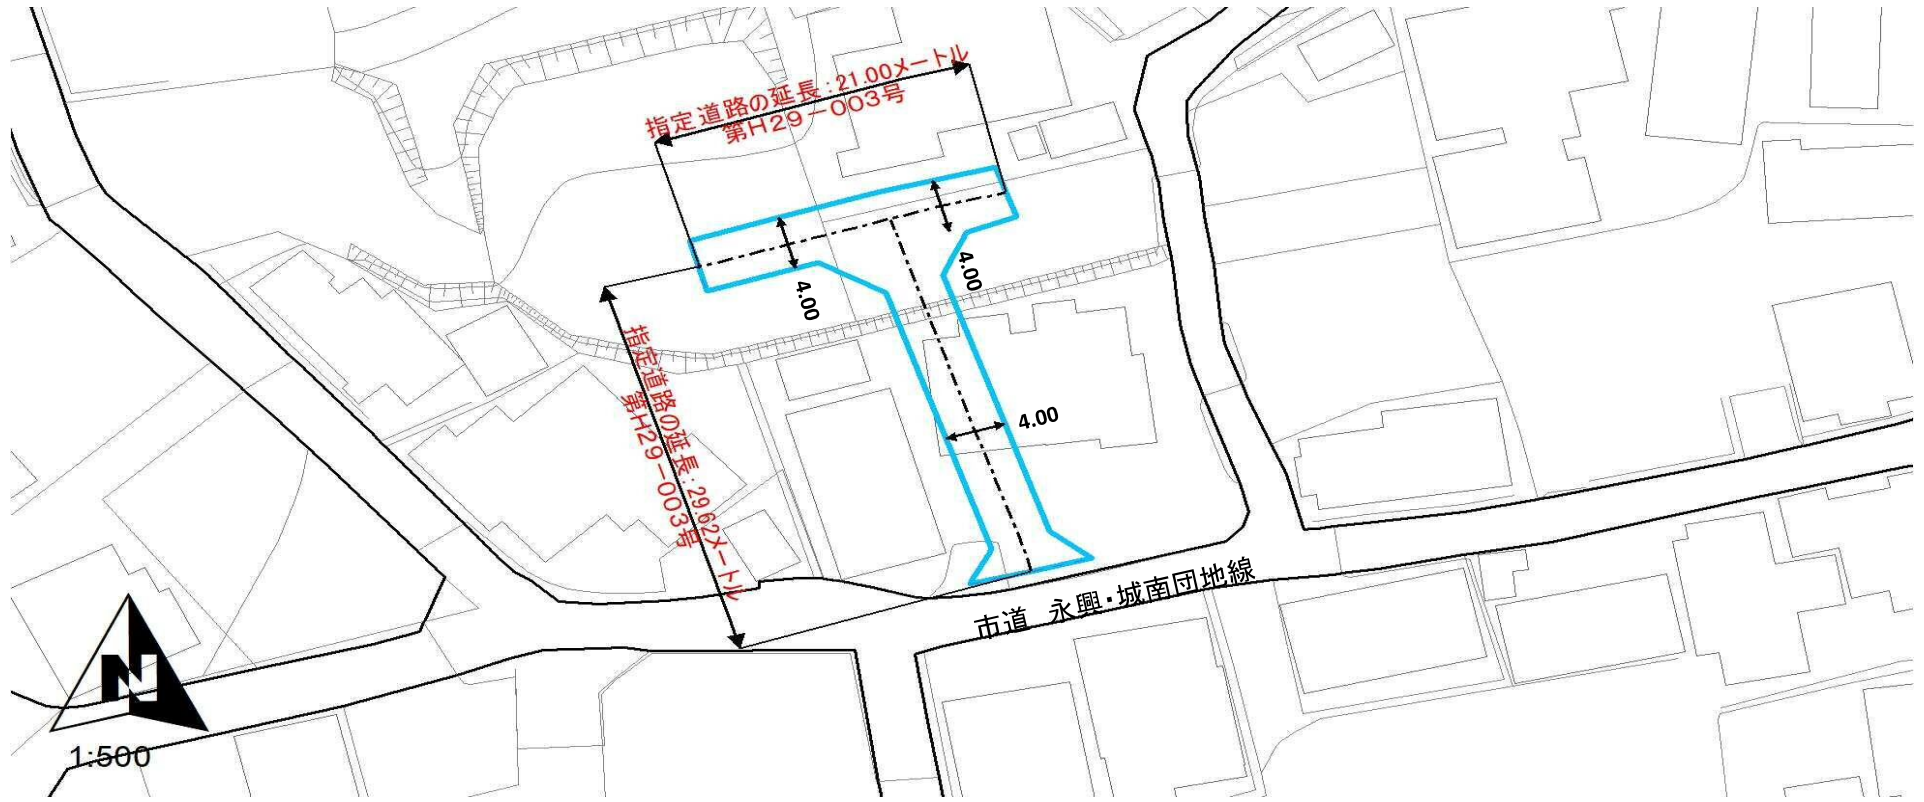 指定道路の延長：21.00メートル
第H29－003号
4.00
4.00
指定道路の延長：29.62メートル
第H29－003号
4.00
市道　永興・城南団地線
N
1:500